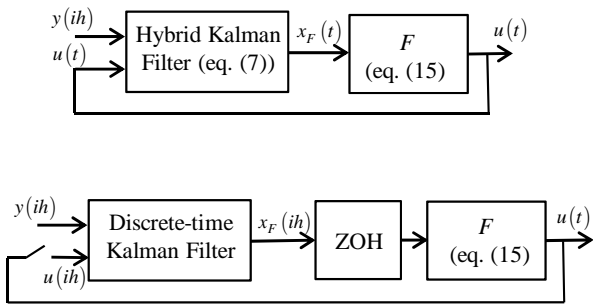 y(ih)
u(t)
Hybrid Kalman
Filter (eq. (7))
x_F(t)
F
(eq. (15)
u(t)
y(ih)
u(ih)
Discrete-time
Kalman Filter
x_F(ih)
ZOH
F
(eq. (15)
u(t)